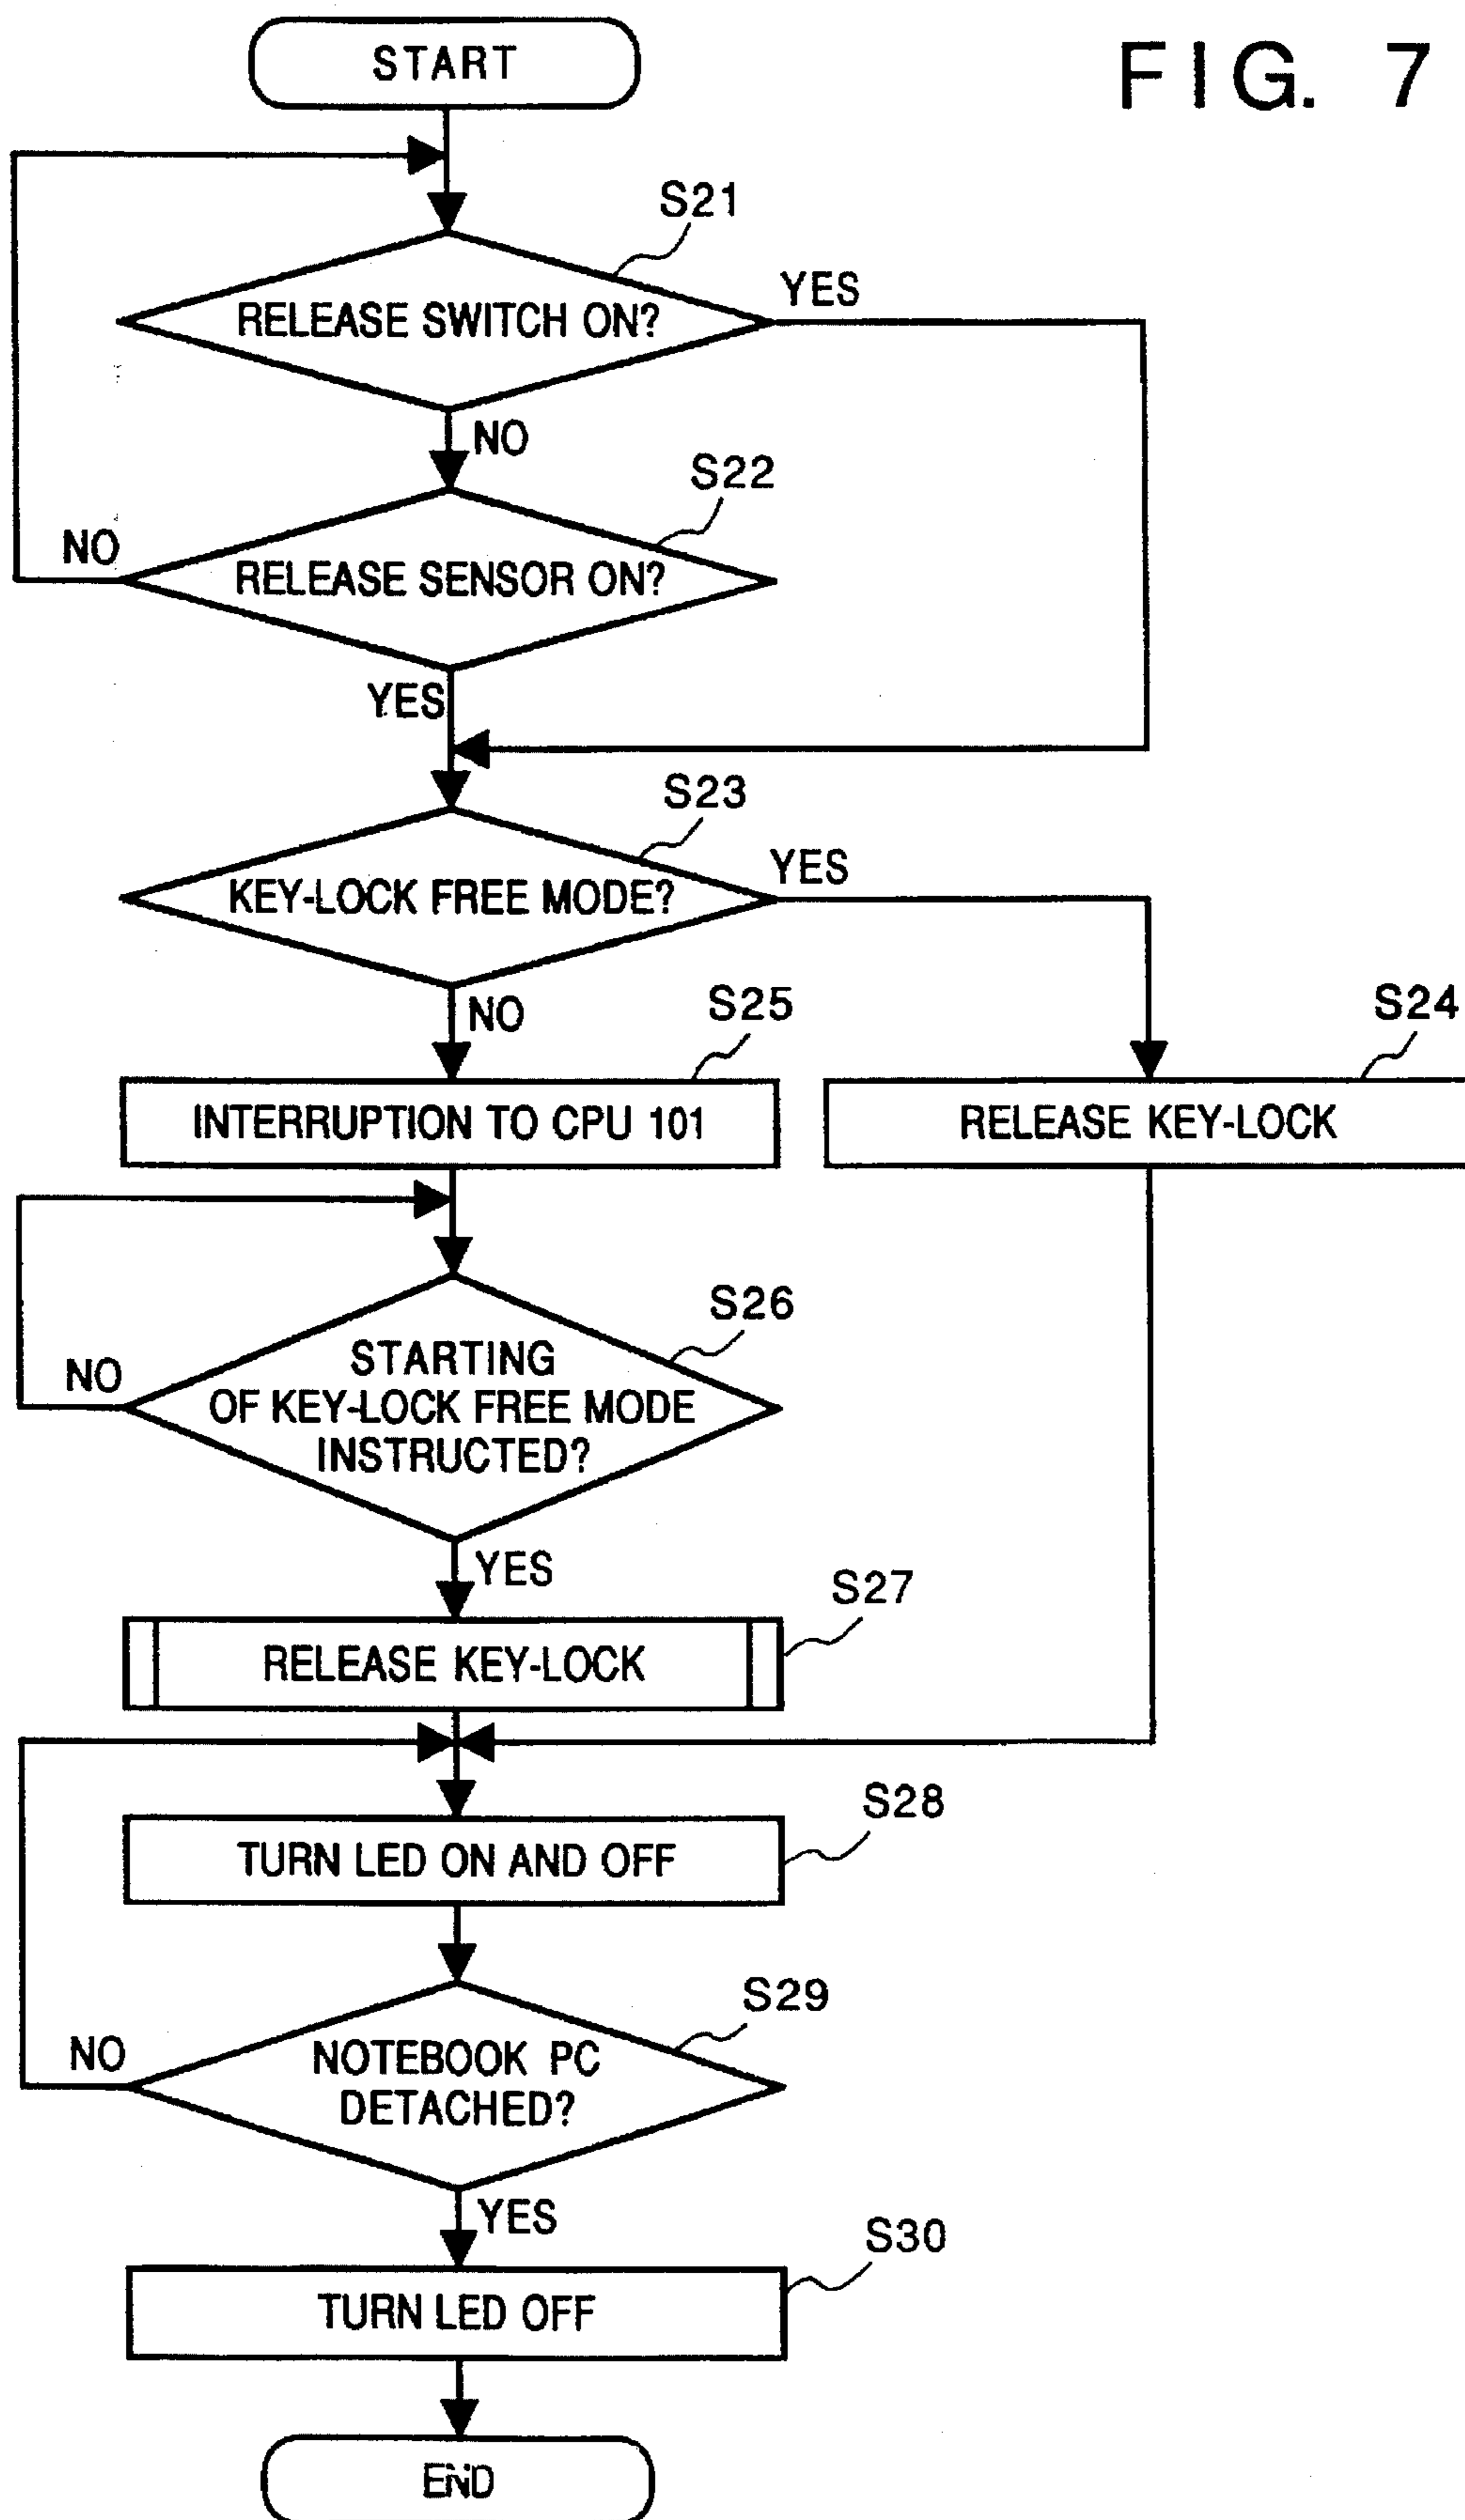 START
FIG. 7
S21
YES
RELEASE SWITCH ON?
NO
S22
NO
RELEASE SENSOR ON?
YES
S23
YES
KEY-LOCK FREE MODE?
NO
S25
S24
INTERRUPTION TO CPU 101
RELEASE KEY-LOCK
S26
NO
STARTING
OF KEY-LOCK FREE MODE
INSTRUCTED?
YES
S27
RELEASE KEY-LOCK
S28
TURN LED ON AND OFF
S29
NO
NOTEBOOK PC
DETACHED?
YES
S30
TURN LED OFF
END